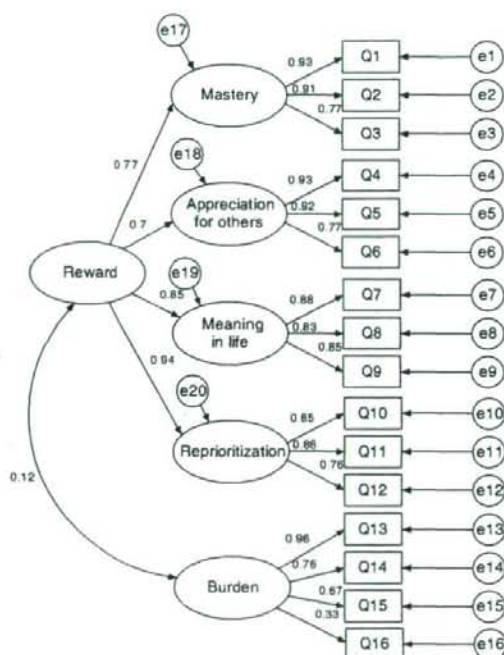 e17
0.93
Q1
e1
Mastery
0.91
Q2
e2
0.77
Q3
e3
e18
0.93
Q4
e4
0.77
Appreciation
for others
0.92
Q5
e5
0.7
0.77
Q6
e6
Reward
e19
0.88
Q7
e7
0.85
Meaning
in life
0.83
Q8
e8
0.85
Q9
e9
0.94
e20
0.85
Q10
e10
Reprioritization
0.86
Q11
e11
0.76
Q12
e12
0.12
0.96
Q13
e13
0.76
Q14
e14
Burden
0.67
Q15
e15
0.33
Q16
e16